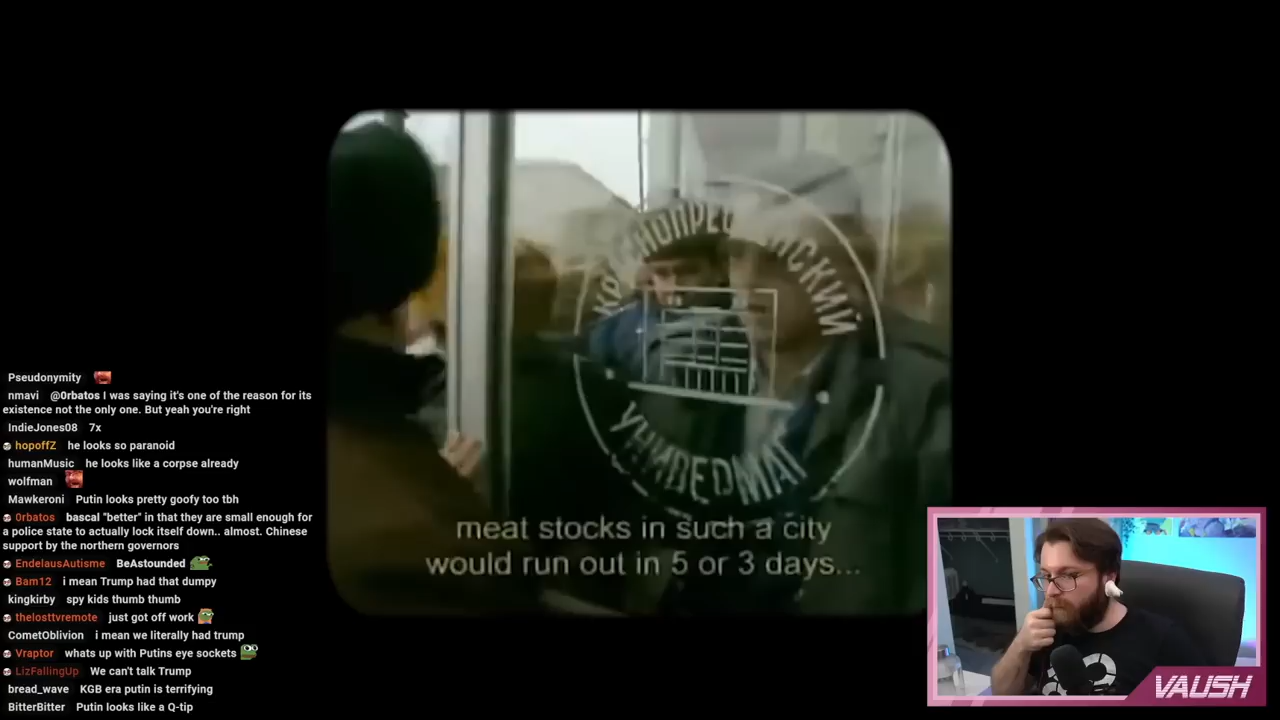 КРАСНОПРЕСНЕНСКИЙ
УНИВЕРМАГ
meat stocks in such a city
would run out in 5 or 3 days...
Pseudonymity
nmavi @0rbatos I was saying it's one of the reason for its
existence not the only one. But yeah you're right
IndieJones08 7x
hopoffZ he looks so paranoid
humanMusic he looks like a corpse already
wolfman
Mawkeroni Putin looks pretty goofy too tbh
0rbatos bascal "better" in that they are small enough for
a police state to actually lock itself down.. almost. Chinese
support by the northern governors
EndelausAutisme BeAstounded
Bam12 i mean Trump had that dumpy
kingkirby spy kids thumb thumb
thelosttvremote just got off work
CometOblivion i mean we literally had trump
Vraptor whats up with Putins eye sockets
LizFallingUp We can't talk Trump
bread_wave KGB era putin is terrifying
BitterBitter Putin looks like a Q-tip
VAUSH